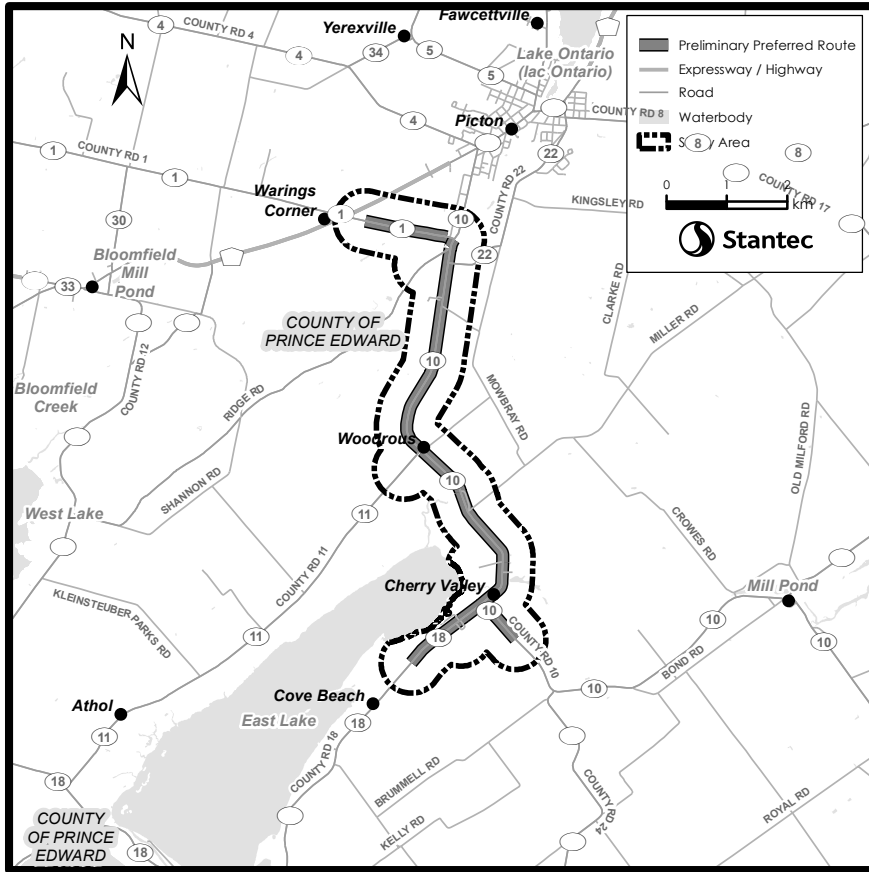 Fawcettville
COUNTY RD 4
4
Yerexville
34
5
4
N
Lake Ontario
(lac Ontario)
5
Preliminary Preferred Route
Expressway / Highway
Road
Waterbody
Study Area
8
8
COUNTY RD 8
4
Picton
22
COUNTY RD 1
1
1
COUNTY RD 17
Warings
Corner
1
1
10
COUNTY RD 22
KINGSLEY RD
0 1 2
km
Stantec
30
22
Bloomfield
Mill
Pond
33
CLARKE RD
COUNTY OF
PRINCE EDWARD
MILLER RD
COUNTY RD 12
10
Bloomfield
Creek
RIDGE RD
MOWBRAY RD
Woodrous
10
OLD MILFORD RD
SHANNON RD
West Lake
11
CROWES RD
COUNTY RD 11
KLEINSTEUBER PARKS RD
Cherry Valley
10
Mill Pond
11
18
10
10
COUNTY RD 10
BOND RD
Cove Beach
10
Athol
East Lake
18
11
COUNTY RD 18
BRUMMELL RD
18
COUNTY RD 24
ROYAL RD
COUNTY
OF PRINCE
EDWARD
KELLY RD
18